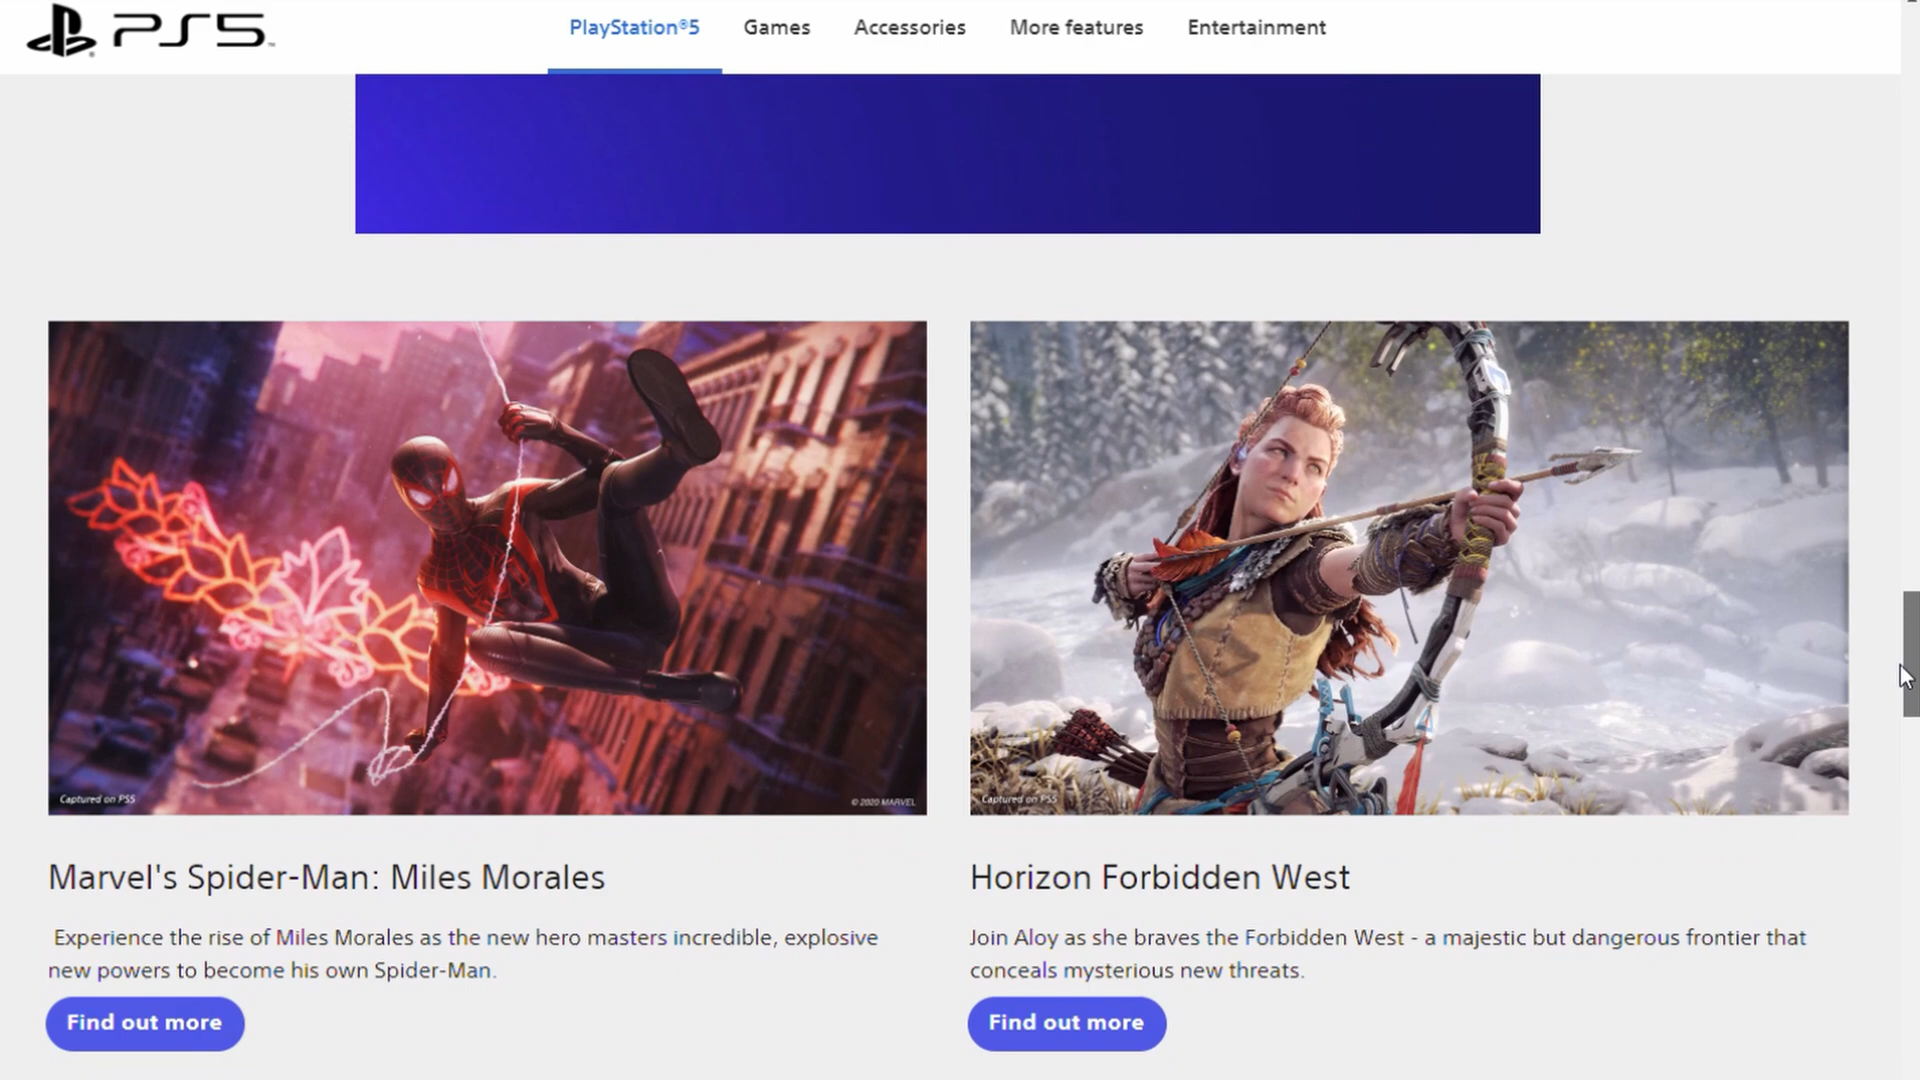 PS5™
PlayStation®5 Games Accessories More features Entertainment
Captured on PS5
© 2020 MARVEL
Captured on PS5
Marvel's Spider-Man: Miles Morales
Experience the rise of Miles Morales as the new hero masters incredible, explosive
new powers to become his own Spider-Man.
Find out more
Horizon Forbidden West
Join Aloy as she braves the Forbidden West - a majestic but dangerous frontier that
conceals mysterious new threats.
Find out more